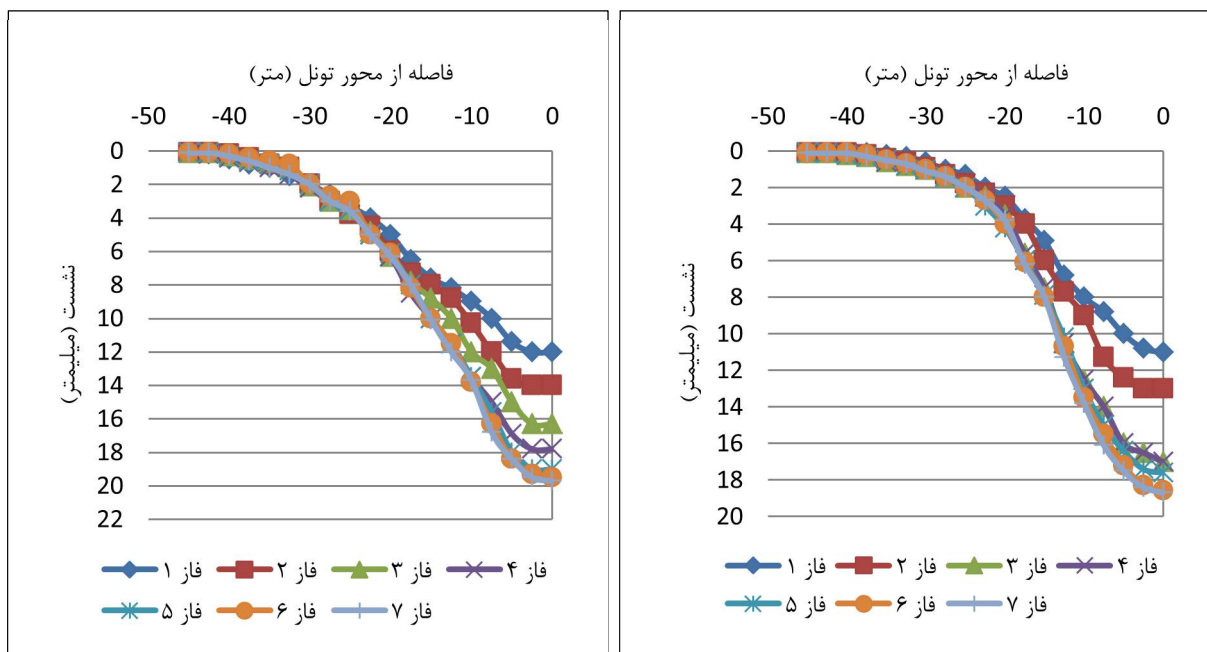 فاصله از محور تونل (متر)
-50 -40 -30 -20 -10 0
0
2
4
6
8
10
12
14
16
18
20
22
نشست (میلیمتر)
فاز ۱ فاز ۲ فاز ۳ فاز ۴
فاز ۵ فاز ۶ فاز ۷
فاصله از محور تونل (متر)
-50 -40 -30 -20 -10 0
0
2
4
6
8
10
12
14
16
18
20
نشست (میلیمتر)
فاز ۱ فاز ۲ فاز ۳ فاز ۴
فاز ۵ فاز ۶ فاز ۷